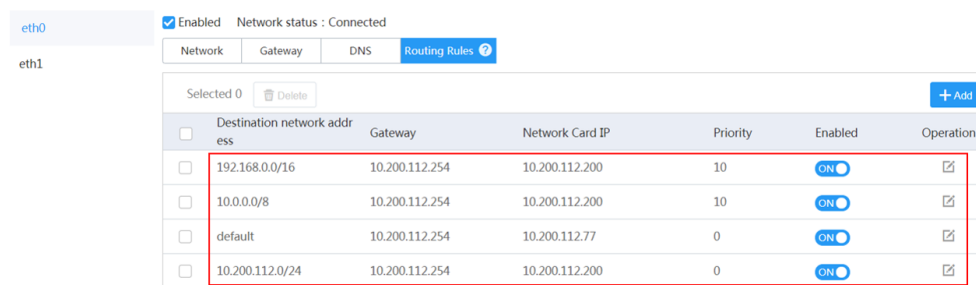 eth0
eth1
Enabled Network status : Connected
Network Gateway DNS Routing Rules ?
Selected 0 Delete + Add
Destination network addr
ess Gateway Network Card IP Priority Enabled Operation
192.168.0.0/16 10.200.112.254 10.200.112.200 10 ON
10.0.0.0/8 10.200.112.254 10.200.112.200 10 ON
default 10.200.112.254 10.200.112.77 0 ON
10.200.112.0/24 10.200.112.254 10.200.112.200 0 ON